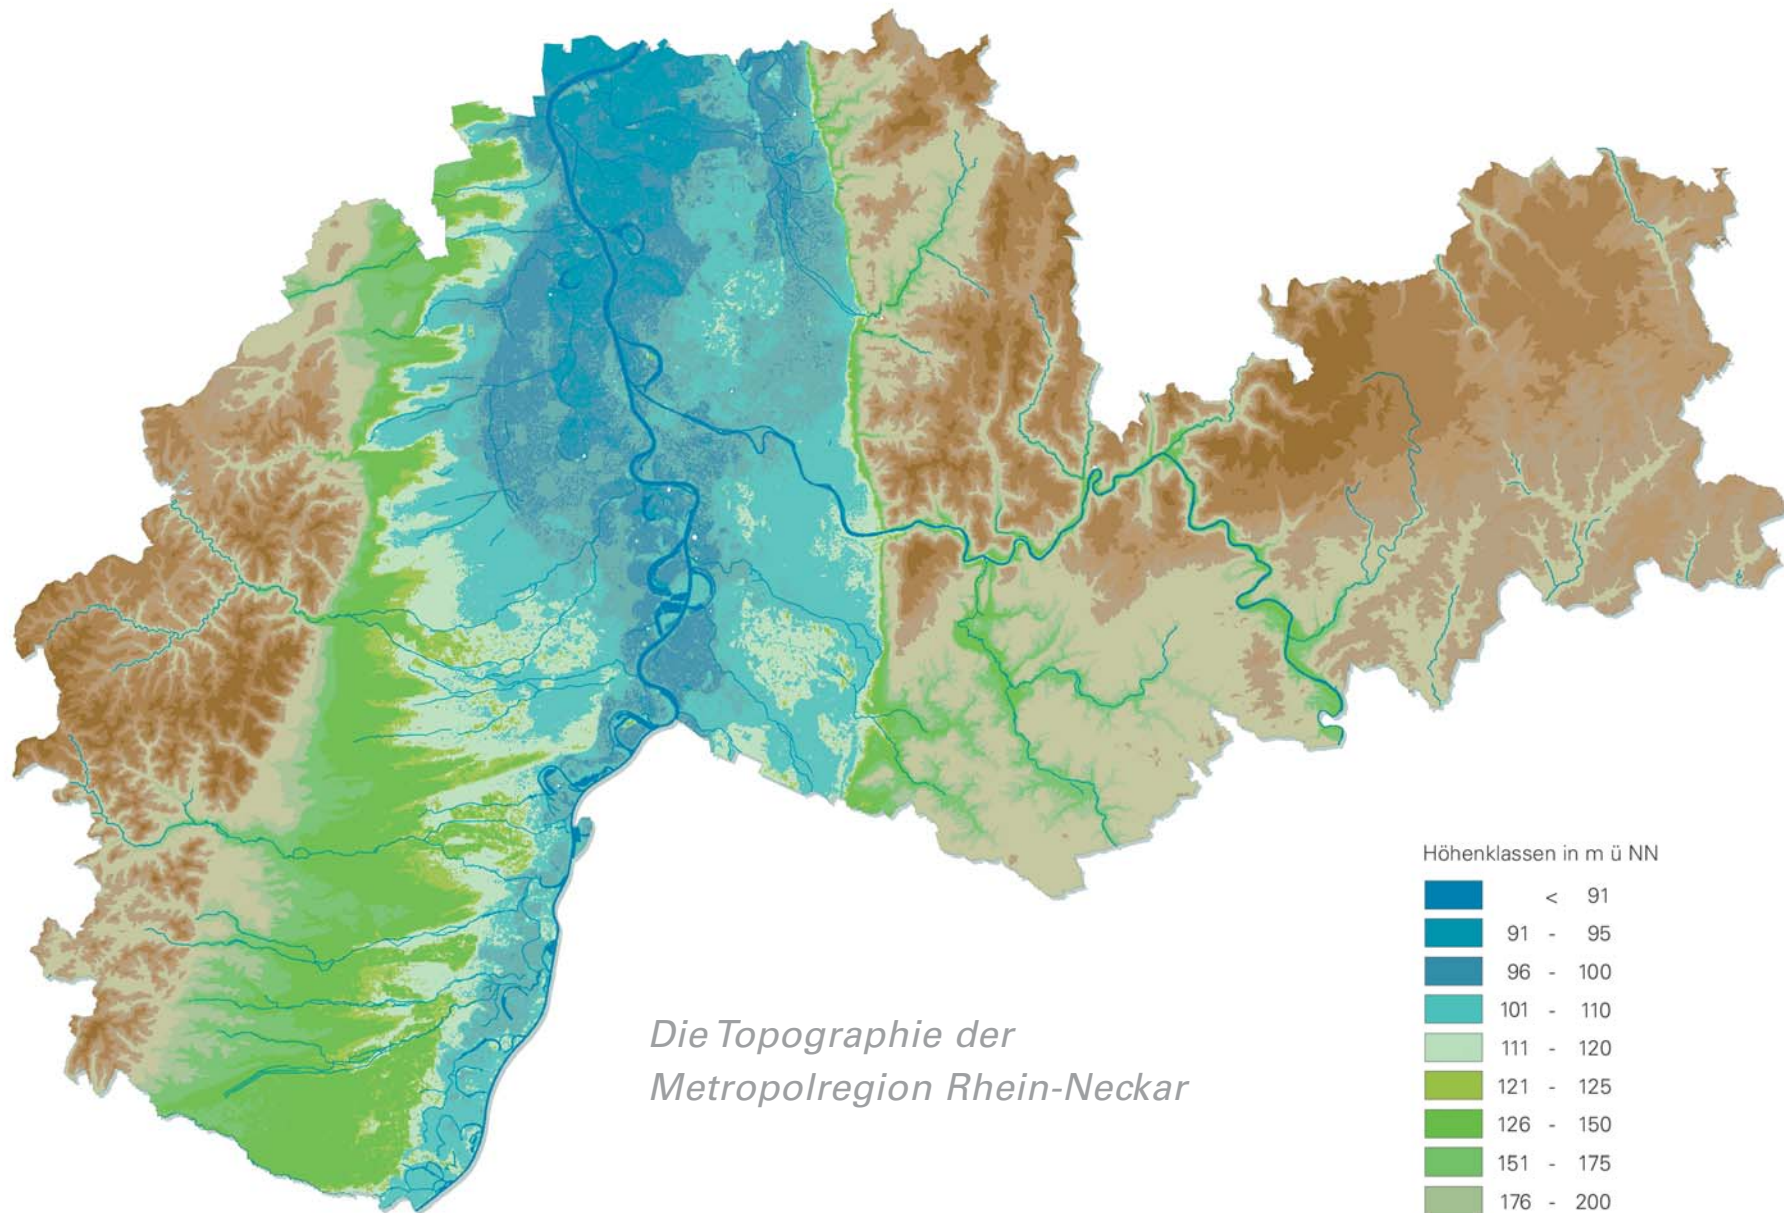 Höhenklassen in m ü NN
< 91
91 - 95
96 - 100
101 - 110
111 - 120
121 - 125
126 - 150
151 - 175
176 - 200
Die Topographie der
Metropolregion Rhein-Neckar